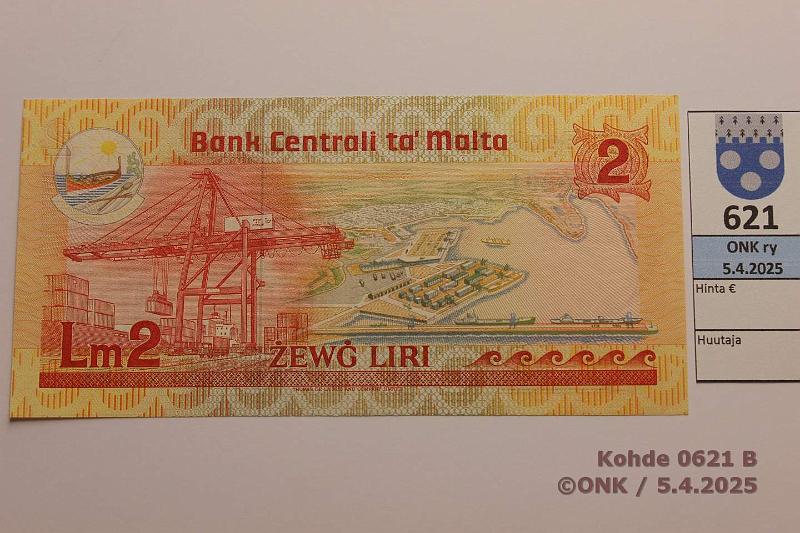 Bank Ċentrali ta' Malta
2
Lm2
ŻEWĠ LIRI
621
ONK ry
5.4.2025
Hinta €
Huutaja
Kohde 0621 B
©ONK / 5.4.2025